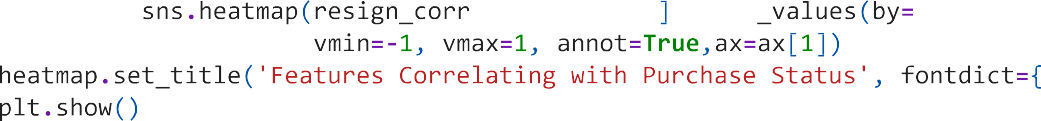 sns.heatmap(resign_corr ] _values(by=
vmin=-1, vmax=1, annot=True,ax=ax[1])
heatmap.set_title('Features Correlating with Purchase Status', fontdict={
plt.show()